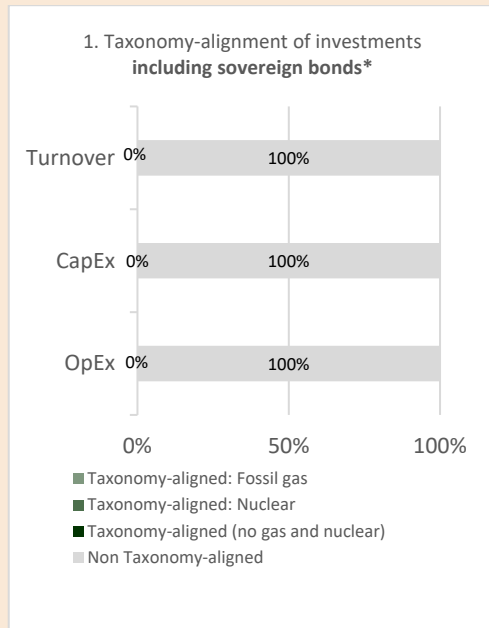 1. Taxonomy-alignment of investments
including sovereign bonds*
Turnover 0% 100%
CapEx 0% 100%
OpEx 0% 100%
0% 50% 100%
Taxonomy-aligned: Fossil gas
Taxonomy-aligned: Nuclear
Taxonomy-aligned (no gas and nuclear)
Non Taxonomy-aligned